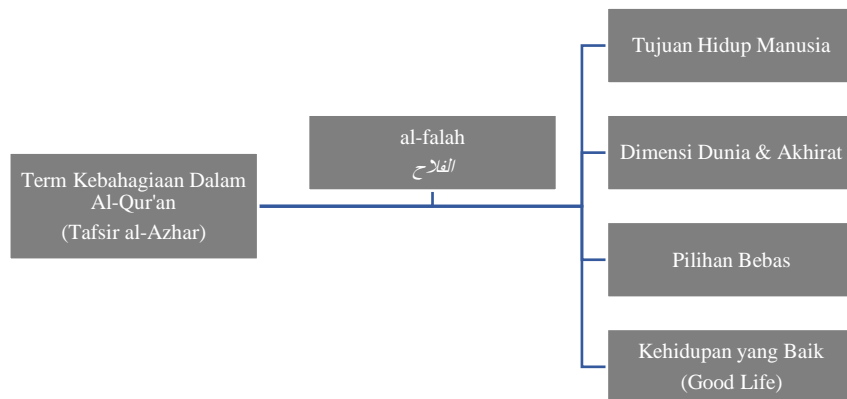 Term Kebahagiaan Dalam
Al-Qur'an
(Tafsir al-Azhar)
al-falah
الفلاح
Tujuan Hidup Manusia
Dimensi Dunia & Akhirat
Pilihan Bebas
Kehidupan yang Baik
(Good Life)